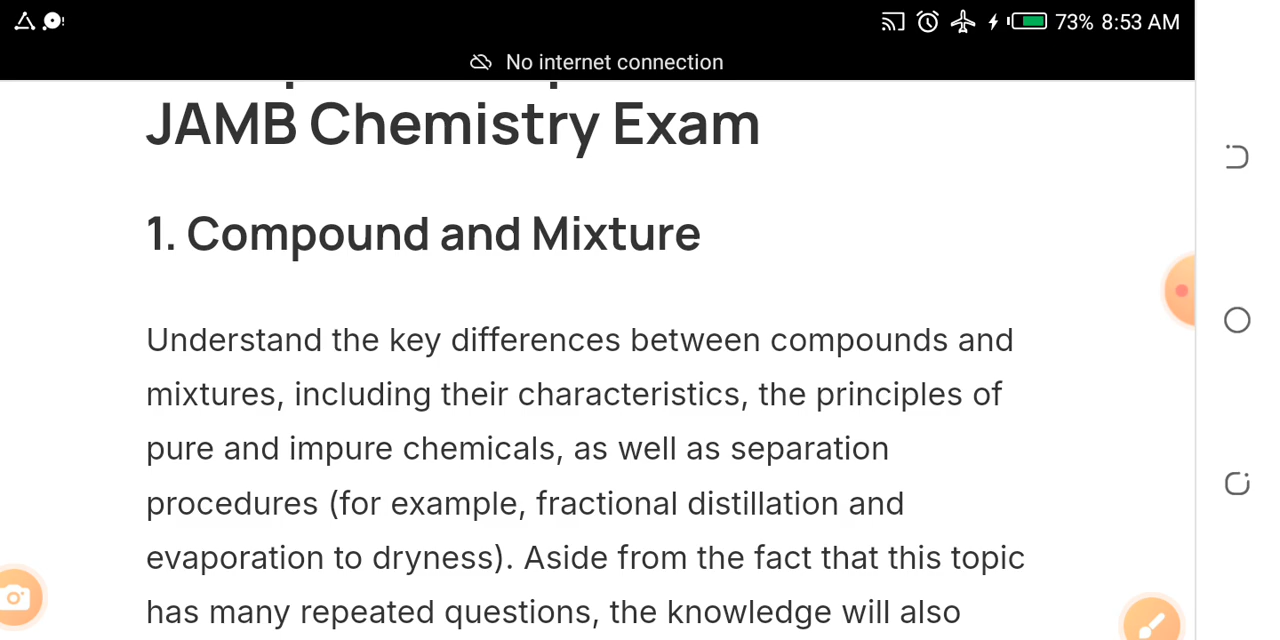 73% 8:53 AM
No internet connection
JAMB Chemistry Exam
1. Compound and Mixture
Understand the key differences between compounds and
mixtures, including their characteristics, the principles of
pure and impure chemicals, as well as separation
procedures (for example, fractional distillation and
evaporation to dryness). Aside from the fact that this topic
has many repeated questions, the knowledge will also